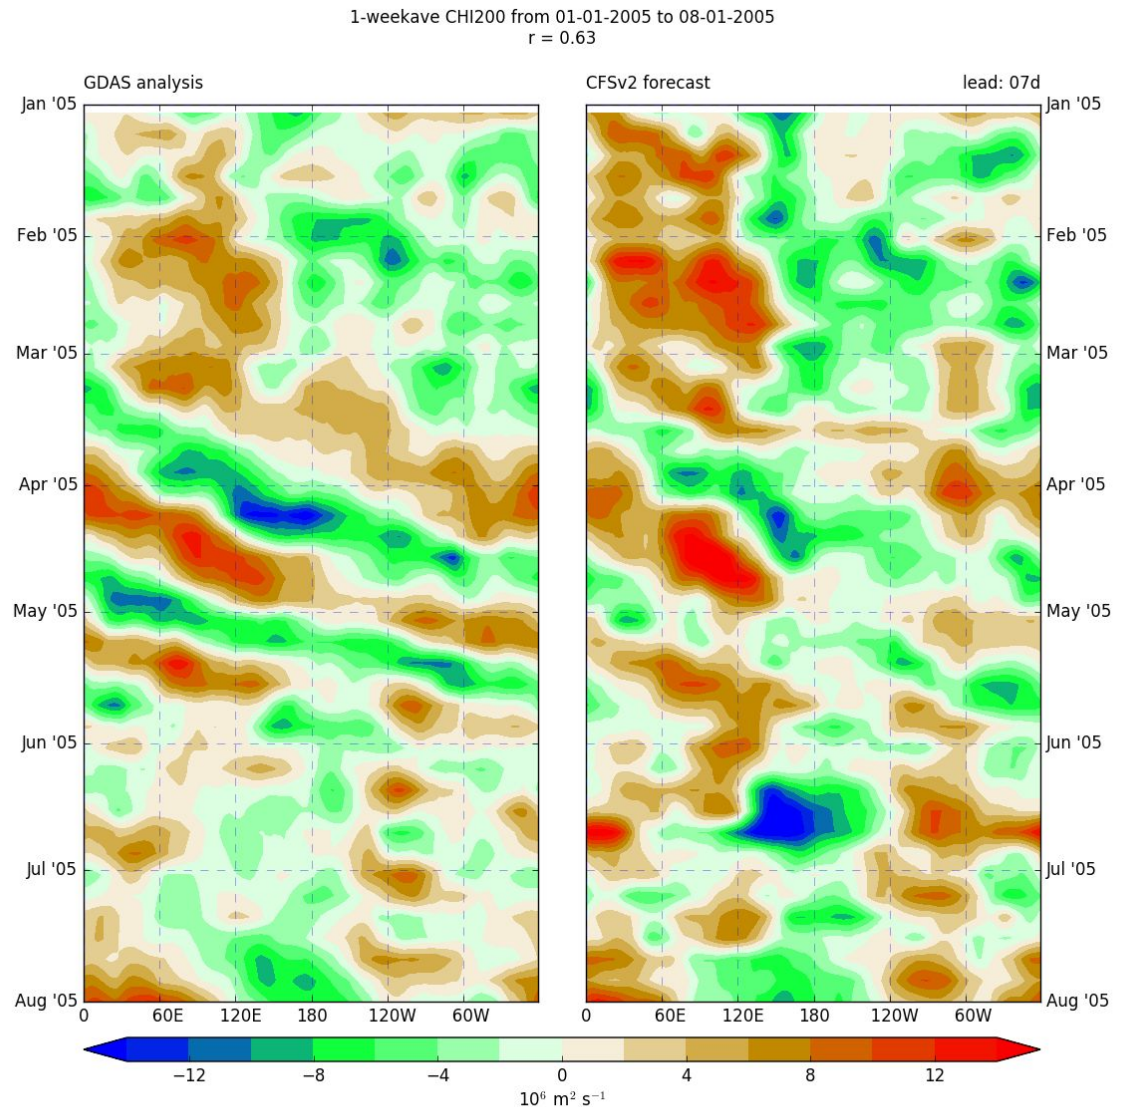 1-weekave CHI200 from 01-01-2005 to 08-01-2005
r = 0.63
GDAS analysis
CFSv2 forecast lead: 07d
Jan '05 Jan '05
Feb '05 Feb '05
Mar '05 Mar '05
Apr '05 Apr '05
May '05 May '05
Jun '05 Jun '05
Jul '05 Jul '05
Aug '05 Aug '05
0 60E 120E 180 120W 60W 0 60E 120E 180 120W 60W
−12 −8 −4 0 4 8 12
10⁶ m² s⁻¹